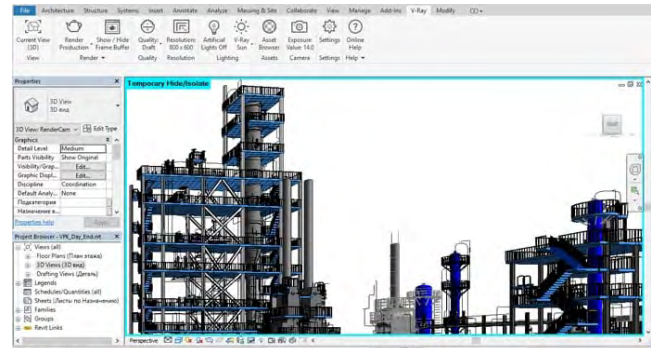 File Architecture Structure Systems Insert Annotate Analyze Massing & Site Collaborate View Manage Add-Ins V-Ray Modify
Current View (3D) Render Production Show / Hide Frame Buffer Quality: Draft Resolution: 800 x 600 Artificial Lights Off V-Ray Sun Asset Browser Exposure Value: 14.0 Settings Online Help
View Render Quality Resolution Lighting Assets Camera Settings Help
Properties
Temporary Hide/Isolate
3D View
3D вид
3D View: RenderCam Edit Type
Graphics
Detail Level Medium
Parts Visibility Show Original
Visibility/Grap... Edit...
Graphic Displ... Edit...
Discipline Coordination
Default Analy... None
Подкатегория
Назначение в...
Properties help Apply
Project Browser - VPK_Day_End.rvt
Views (all)
Floor Plans (План этажа)
3D Views (3D вид)
Drafting Views (Деталь)
Legends
Schedules/Quantities (all)
Sheets (Листы по Назначению)
Families
Groups
Revit Links
Perspective